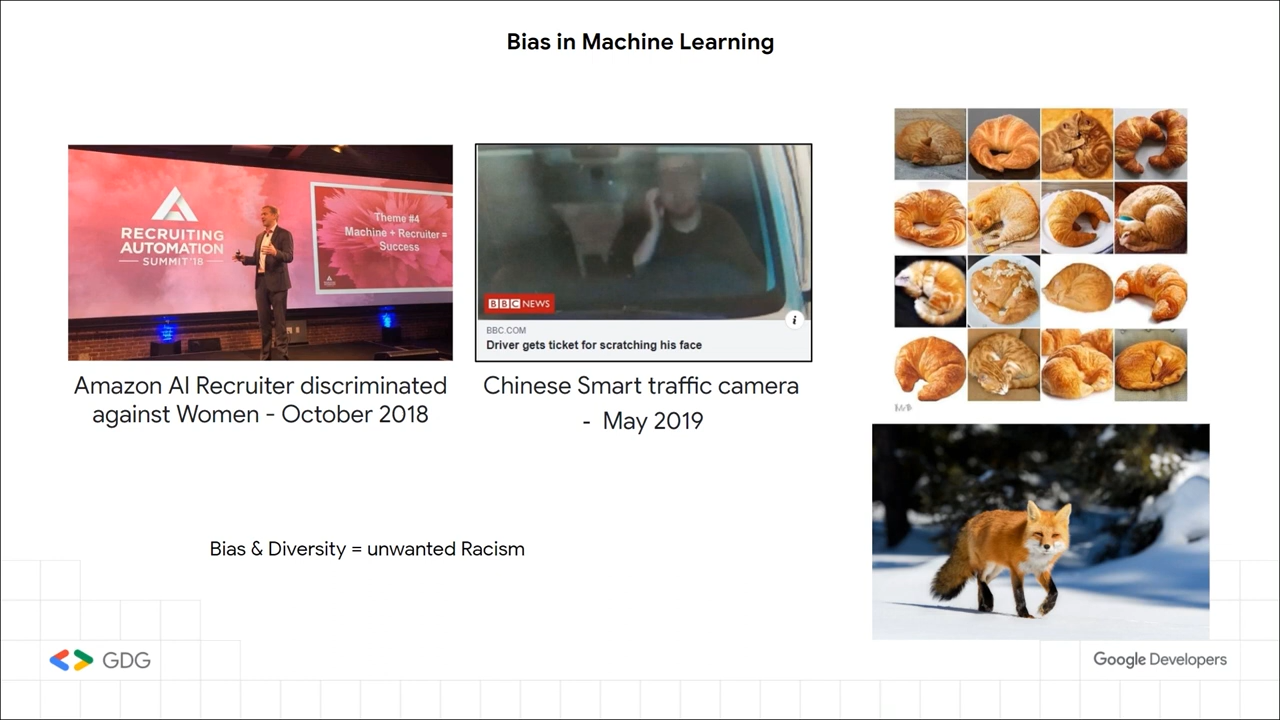 Bias in Machine Learning
RECRUITING
AUTOMATION
SUMMIT'18
Theme #4
Machine + Recruiter =
Success
BBC NEWS
i
BBC.COM
Driver gets ticket for scratching his face
Amazon AI Recruiter discriminated
against Women - October 2018
Chinese Smart traffic camera
- May 2019
Bias & Diversity = unwanted Racism
GDG
Google Developers